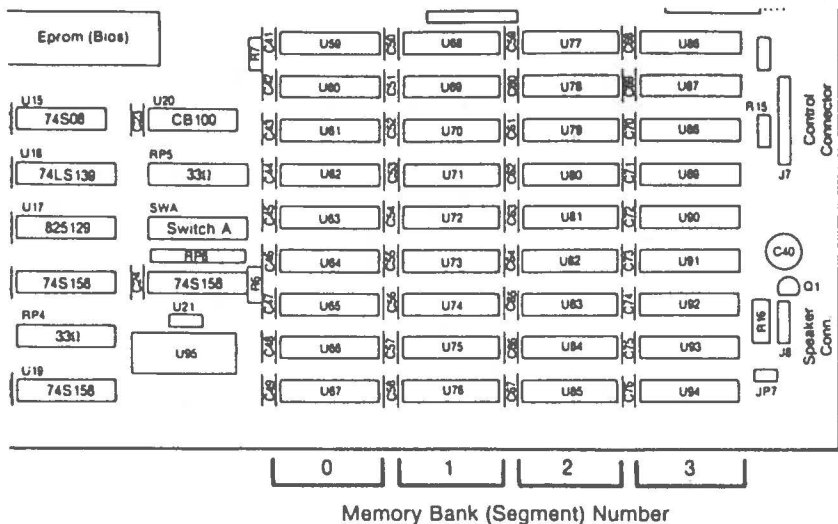 Eprom (Bios)
R7
C41
U59
C50
U68
C59
U77
C68
U86
C42
U60
C51
U69
C60
U78
C69
U87
U15
74S08
C23
U20
CB100
C43
U61
C52
U70
C61
U79
C70
U88
R15
Control
Connector
J7
U16
74LS139
RP5
33Ω
C44
U62
C53
U71
C62
U80
C71
U89
U17
825129
SWA
Switch A
C45
U63
C54
U72
C63
U81
C72
U90
RP6
74S158
C24
74S158
R6
C46
U64
C55
U73
C64
U82
C73
U91
C40
Q1
U21
C47
U65
C56
U74
C65
U83
C74
U92
R16
J8
Speaker
Conn.
RP4
33Ω
U95
C48
U66
C57
U75
C66
U84
C75
U93
U19
74S158
C49
U67
C58
U76
C67
U85
C76
U94
JP7
0
1
2
3
Memory Bank (Segment) Number